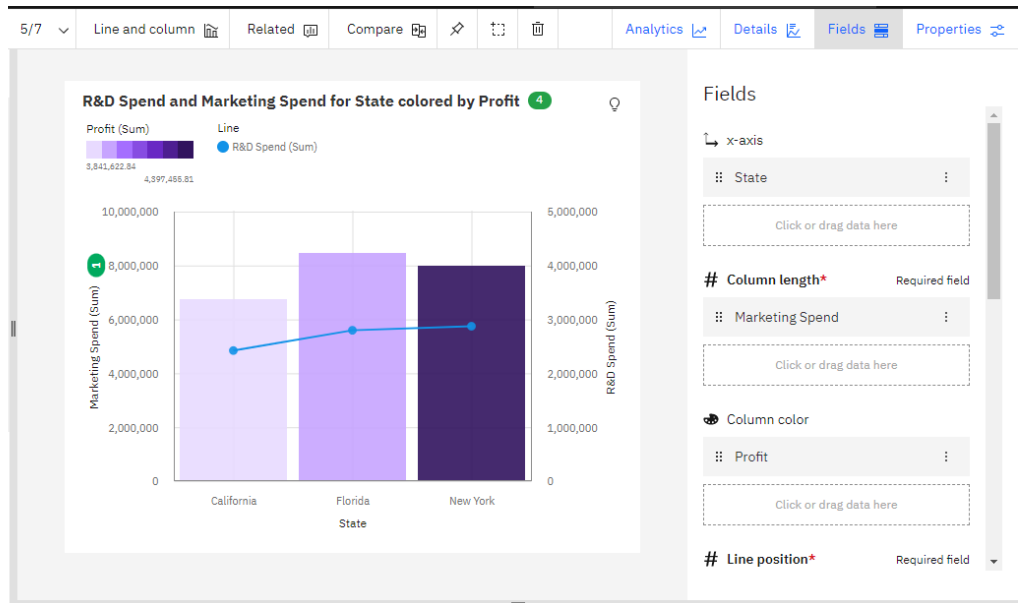 5/7 Line and column Related Compare Analytics Details Fields Properties
R&D Spend and Marketing Spend for State colored by Profit 4
Profit (Sum) Line
R&D Spend (Sum)
3,841,622.84
4,397,455.81
10,000,000 5,000,000
1 8,000,000 4,000,000
6,000,000 3,000,000
4,000,000 2,000,000
2,000,000 1,000,000
0 0
Marketing Spend (Sum)
R&D Spend (Sum)
California Florida New York
State
Fields
x-axis
State
Click or drag data here
# Column length* Required field
Marketing Spend
Click or drag data here
Column color
Profit
Click or drag data here
# Line position* Required field